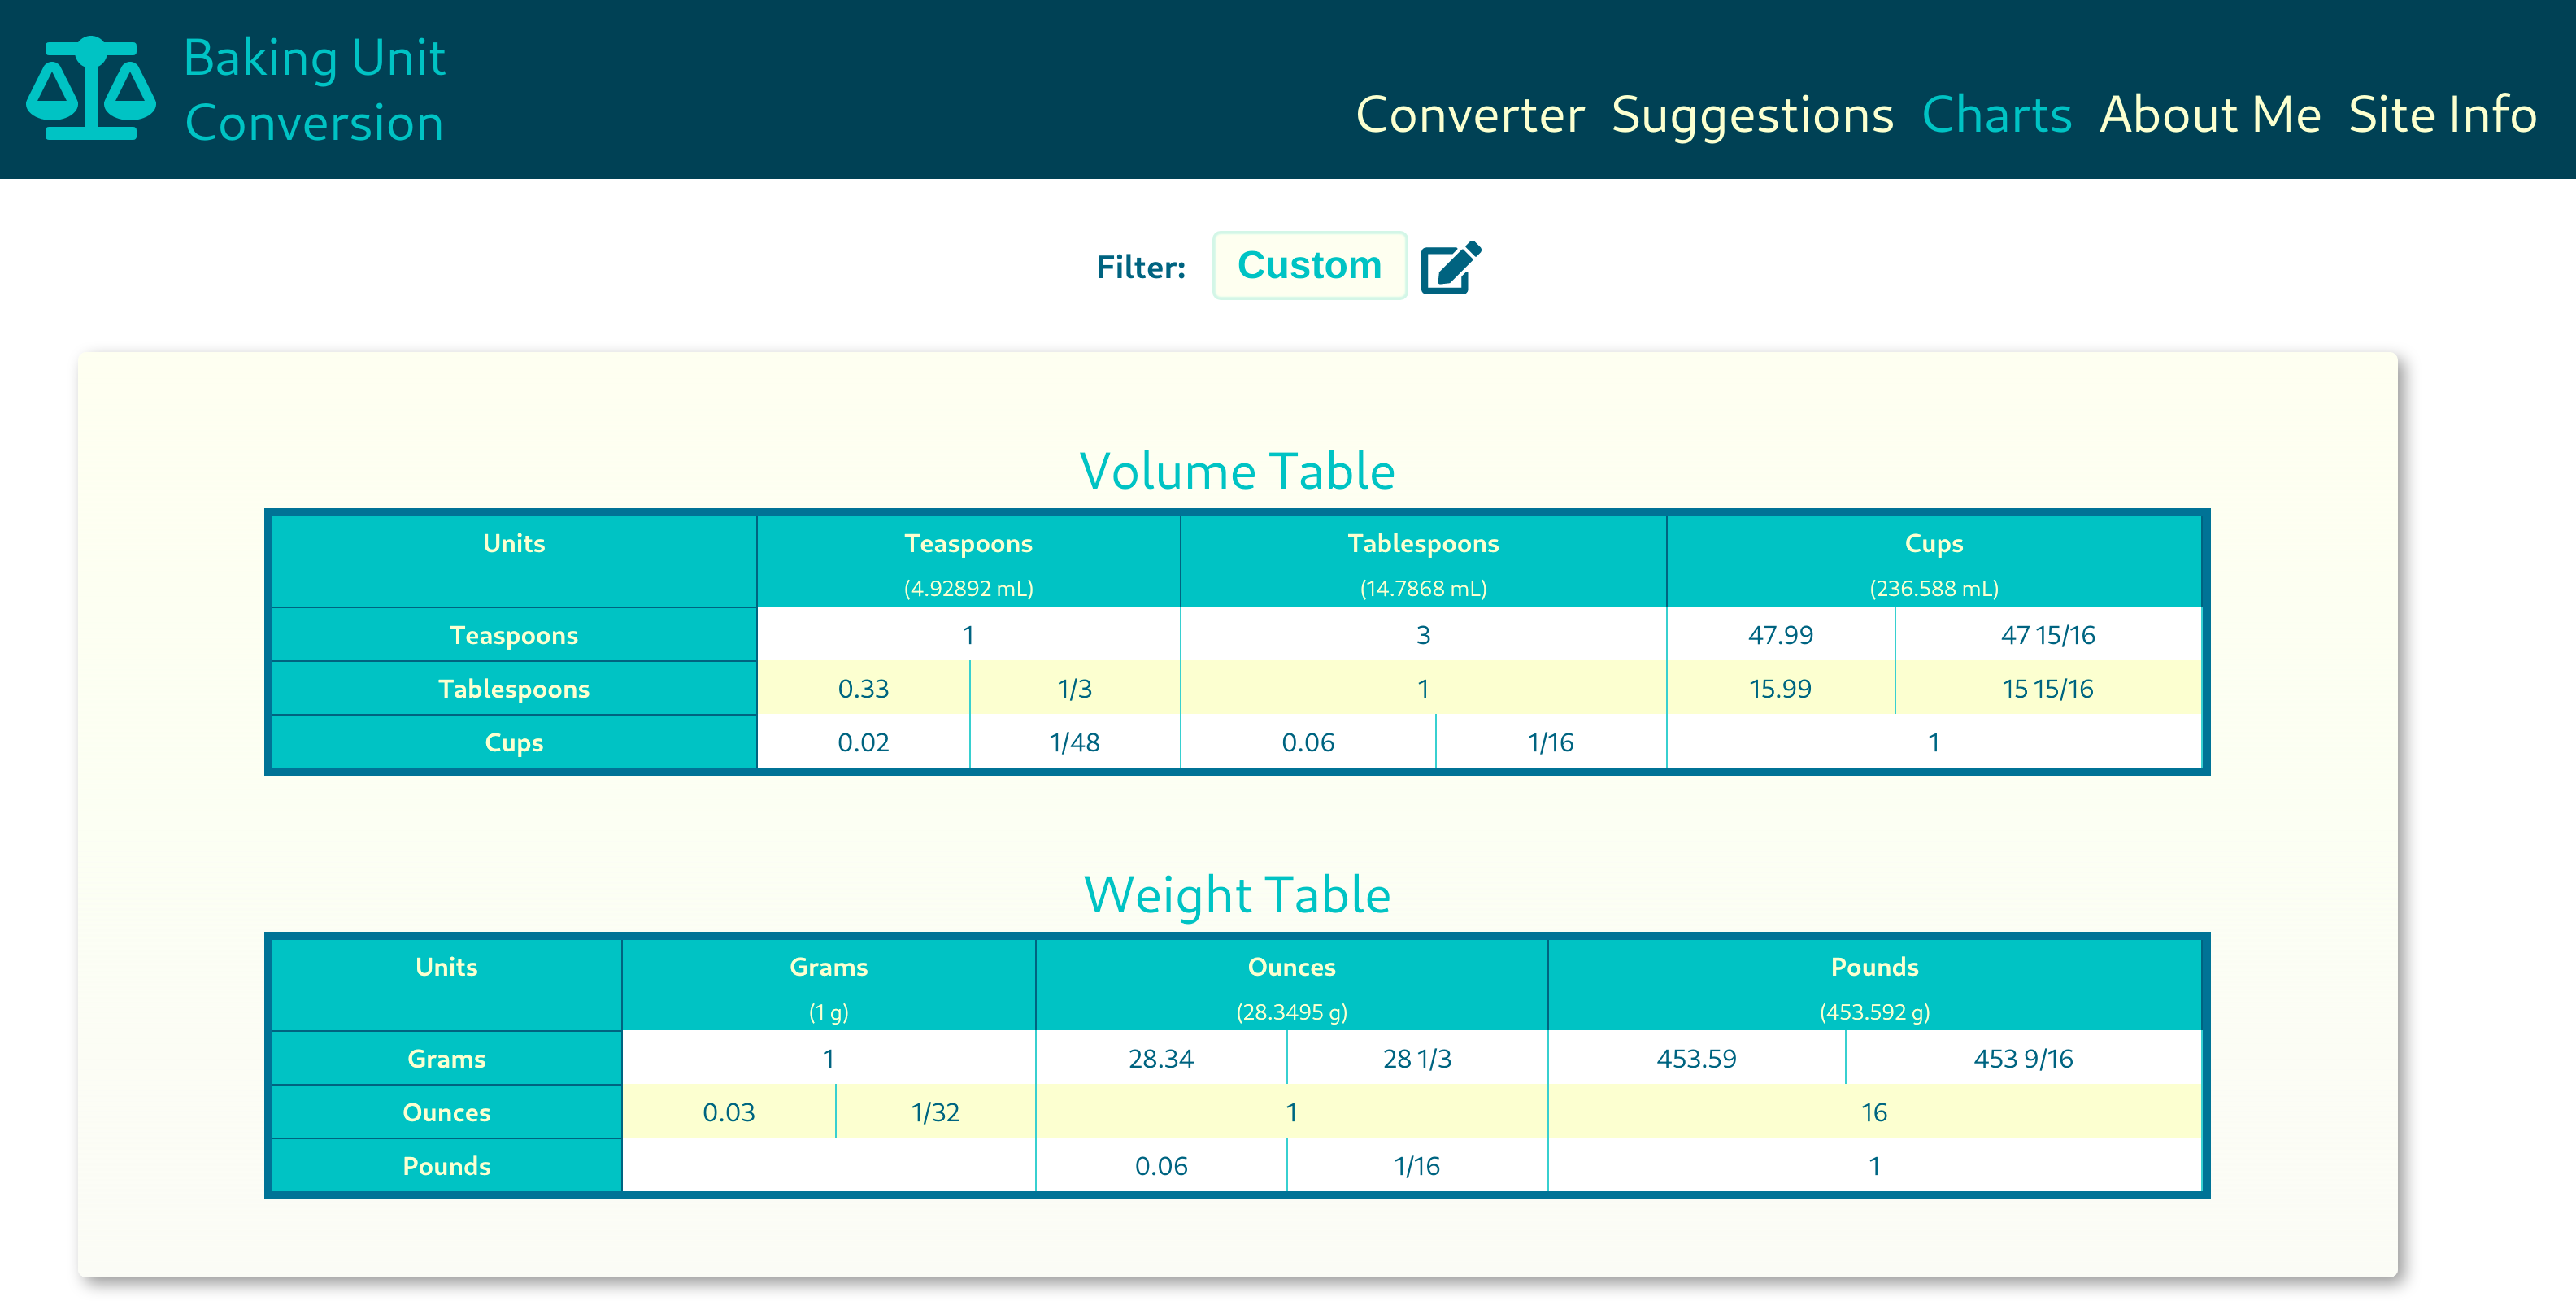 Baking Unit
Conversion
Converter Suggestions Charts About Me Site Info
Filter: Custom
Volume Table
Units Teaspoons Tablespoons Cups
(4.92892 mL) (14.7868 mL) (236.588 mL)
Teaspoons 1 3 47.99 47 15/16
Tablespoons 0.33 1/3 1 15.99 15 15/16
Cups 0.02 1/48 0.06 1/16 1
Weight Table
Units Grams Ounces Pounds
(1 g) (28.3495 g) (453.592 g)
Grams 1 28.34 28 1/3 453.59 453 9/16
Ounces 0.03 1/32 1 16
Pounds 0.06 1/16 1